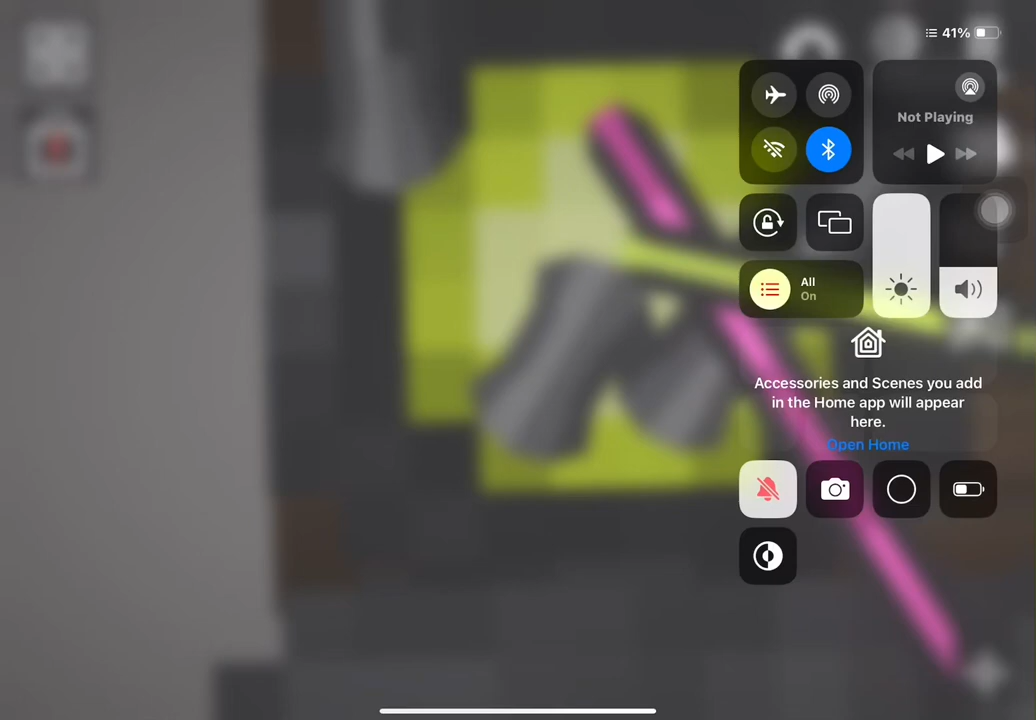 41%
Not Playing
All
On
Accessories and Scenes you add
in the Home app will appear
here.
Open Home